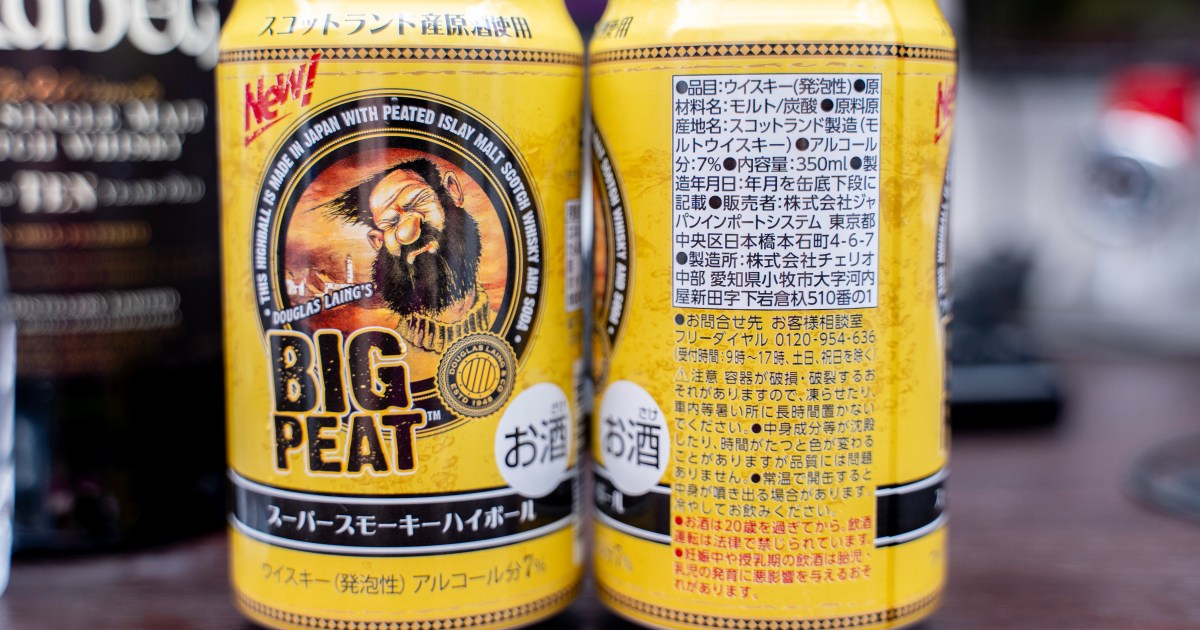 スコットランド産原酒使用
New!
• THIS HIGHBALL IS MADE IN JAPAN WITH PEATED ISLAY MALT SCOTCH WHISKY AND SODA •
DOUGLAS LAING'S
BIG
PEAT™
DOUGLAS LAING & CO
ESTD 1948
さけ
お酒
スーパースモーキーハイボール
ウイスキー(発泡性) アルコール分7%
TEN
使用
SCOTCH WHISKY AND SODA •
さけ
お酒
ボール
●品目:ウイスキー(発泡性)●原
材料名:モルト/炭酸 ●原料原
産地名:スコットランド製造(モ
ルトウイスキー) ●アルコール
分:7%●内容量:350ml●製
造年月日:年月を缶底下段に
記載●販売者:株式会社ジャ
パンインポートシステム 東京都
中央区日本橋本石町4-6-7
●製造所:株式会社チェリオ
中部 愛知県小牧市大字河内
屋新田字下岩倉杁510番の1
●お問合せ先 お客様相談室
フリーダイヤル 0120-954-636
(受付時間:9時〜17時、土日、祝日を除く)
⚠注意 容器が破損・破裂するお
それがありますので、凍らせたり、
車内等暑い所に長時間置かない
でください。●中身成分等が沈殿
したり、時間がたつと色が変わる
ことがありますが品質には問題
ありません。●常温で開缶すると
中身が噴き出る場合があります。
冷やしてお飲みください。
●お酒は20歳を過ぎてから。飲酒
運転は法律で禁じられています。
●妊娠中や授乳期の飲酒は胎児・
乳児の発育に悪影響を与えるおそ
れがあります。